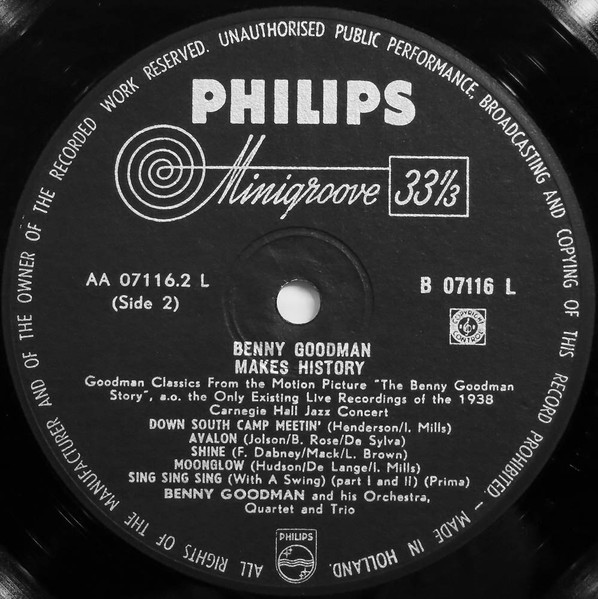 ALL RIGHTS OF THE MANUFACTURER AND OF THE OWNER OF THE RECORDED WORK RESERVED. UNAUTHORISED PUBLIC PERFORMANCE, BROADCASTING AND COPYING OF THIS RECORD PROHIBITED. – MADE IN HOLLAND.
PHILIPS
Minigroove 33⅓
AA 07116.2 L
(Side 2)
B 07116 L
COPYRIGHT CONTROL
BENNY GOODMAN
MAKES HISTORY
Goodman Classics From the Motion Picture "The Benny Goodman
Story", a.o. the Only Existing Live Recordings of the 1938
Carnegie Hall Jazz Concert
DOWN SOUTH CAMP MEETIN' (Henderson/I. Mills)
AVALON (Jolson/B. Rose/De Sylva)
SHINE (F. Dabney/Mack/L. Brown)
MOONGLOW (Hudson/De Lange/I. Mills)
SING SING SING (With A Swing) (part I and II) (Prima)
BENNY GOODMAN and his Orchestra,
Quartet and Trio
PHILIPS